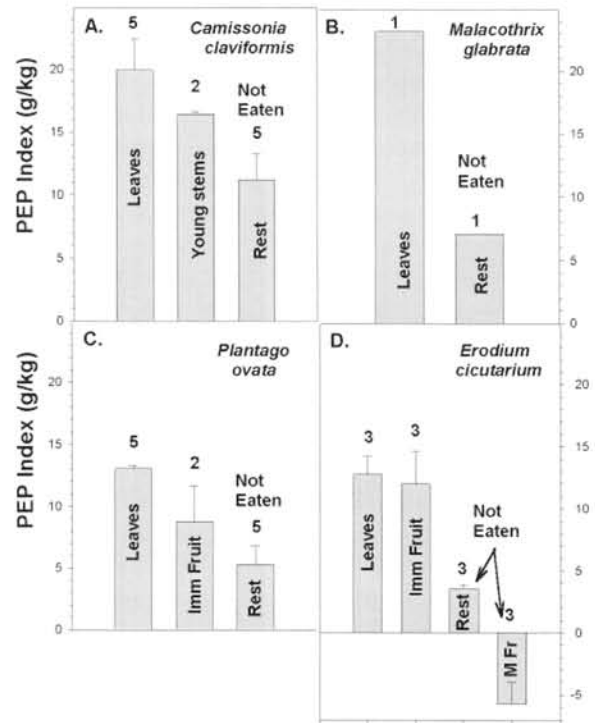 A.
Camissonia
claviformis
5
2
Not
Eaten
5
Leaves
Young stems
Rest
PEP Index (g/kg)
20
15
10
5
0
B.
Malacothrix
glabrata
1
Not
Eaten
1
Leaves
Rest
20
15
10
5
0
C.
Plantago
ovata
5
2
Not
Eaten
5
Leaves
Imm Fruit
Rest
PEP Index (g/kg)
20
15
10
5
0
D.
Erodium
cicutarium
3
3
Not
Eaten
3
3
Leaves
Imm Fruit
Rest
M Fr
20
15
10
5
0
-5